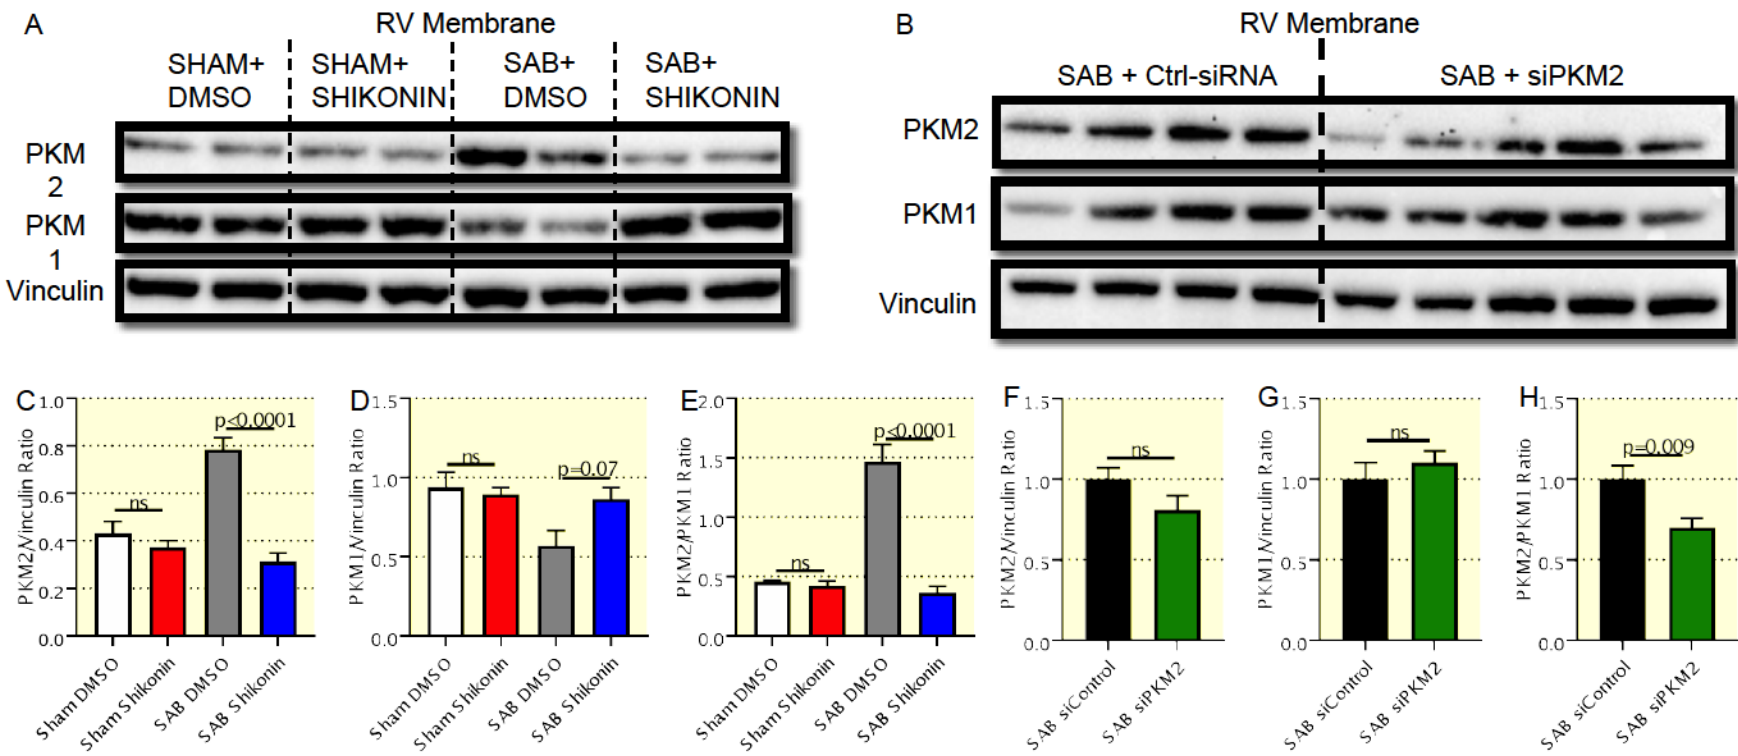 A
RV Membrane
SHAM+
DMSO
SHAM+
SHIKONIN
SAB+
DMSO
SAB+
SHIKONIN
PKM
2
PKM
1
Vinculin
B
RV Membrane
SAB + Ctrl-siRNA
SAB + siPKM2
PKM2
PKM1
Vinculin
C
PKM2/Vinculin Ratio
1.0
0.8
0.6
0.4
0.2
0.0
ns
p<0.0001
Sham DMSO
Sham Shikonin
SAB DMSO
SAB Shikonin
D
PKM1/Vinculin Ratio
1.5
1.0
0.5
0.0
ns
p=0.07
Sham DMSO
Sham Shikonin
SAB DMSO
SAB Shikonin
E
PKM2/PKM1 Ratio
2.0
1.5
1.0
0.5
0.0
ns
p<0.0001
Sham DMSO
Sham Shikonin
SAB DMSO
SAB Shikonin
F
PKM2/Vinculin Ratio
1.5
1.0
0.5
0.0
ns
SAB siControl
SAB siPKM2
G
PKM1/Vinculin Ratio
1.5
1.0
0.5
0.0
ns
SAB siControl
SAB siPKM2
H
PKM2/PKM1 Ratio
1.5
1.0
0.5
0.0
p=0.009
SAB siControl
SAB siPKM2